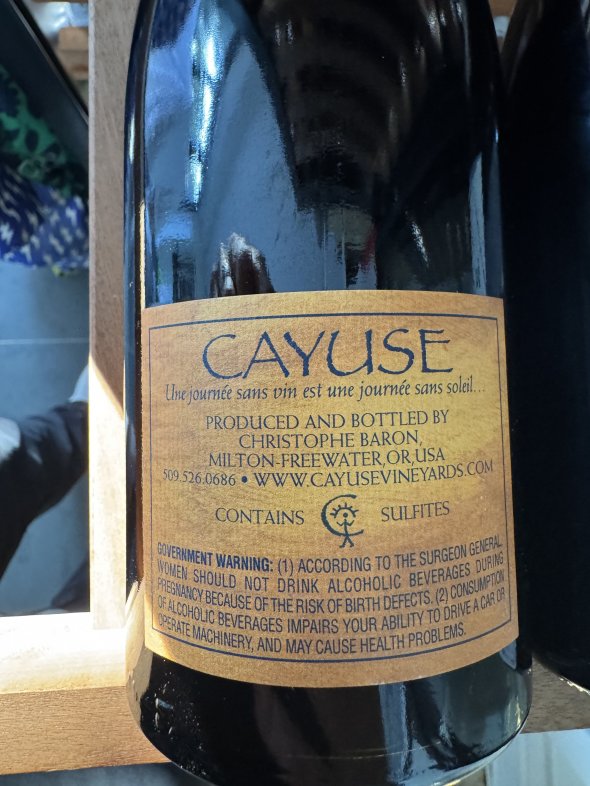 CAYUSE
Une journée sans vin est une journée sans soleil...
PRODUCED AND BOTTLED BY
CHRISTOPHE BARON,
MILTON-FREEWATER, OR, USA
509.526.0686 • WWW.CAYUSEVINEYARDS.COM
CONTAINS SULFITES
GOVERNMENT WARNING: (1) ACCORDING TO THE SURGEON GENERAL
WOMEN SHOULD NOT DRINK ALCOHOLIC BEVERAGES DURING
PREGNANCY BECAUSE OF THE RISK OF BIRTH DEFECTS. (2) CONSUMPTION
OF ALCOHOLIC BEVERAGES IMPAIRS YOUR ABILITY TO DRIVE A CAR OR
OPERATE MACHINERY, AND MAY CAUSE HEALTH PROBLEMS.